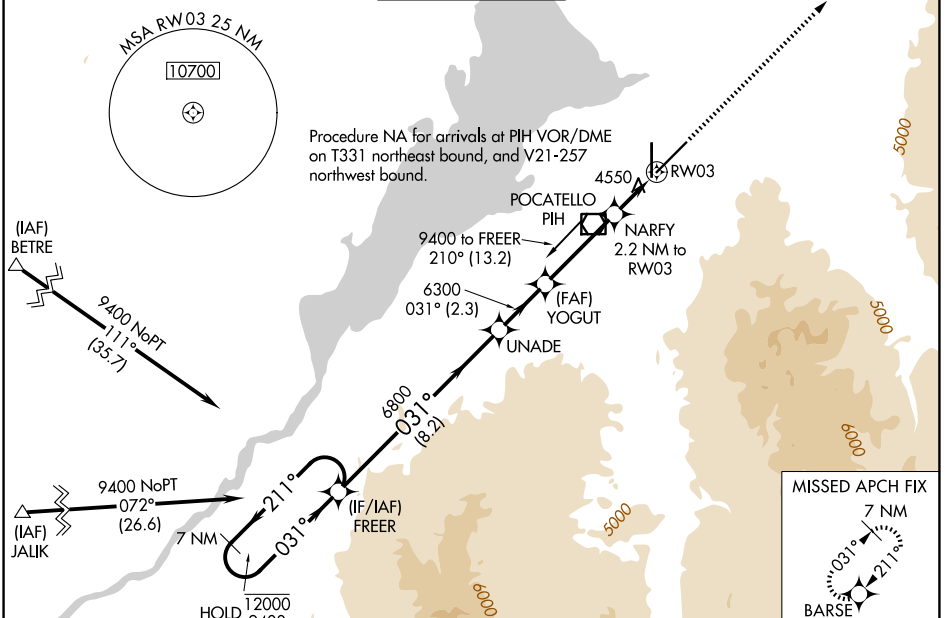 MSA RW03 25 NM
10700
Procedure NA for arrivals at PIH VOR/DME
on T331 northeast bound, and V21-257
northwest bound.
5000
4550
RW03
POCATELLO
PIH
NARFY
2.2 NM to
RW03
9400 to FREER
210° (13.2)
(IAF)
BETRE
6300
031° (2.3)
(FAF)
YOGUT
UNADE
9400 NoPT
111°
(35.7)
5000
6800
031°
(8.2)
6000
9400 NoPT
072°
(26.6)
(IAF)
JALIK
211°
031°
7 NM
(IF/IAF)
FREER
5000
MISSED APCH FIX
7 NM
031°
211°
BARSE
HOLD
12000
6000